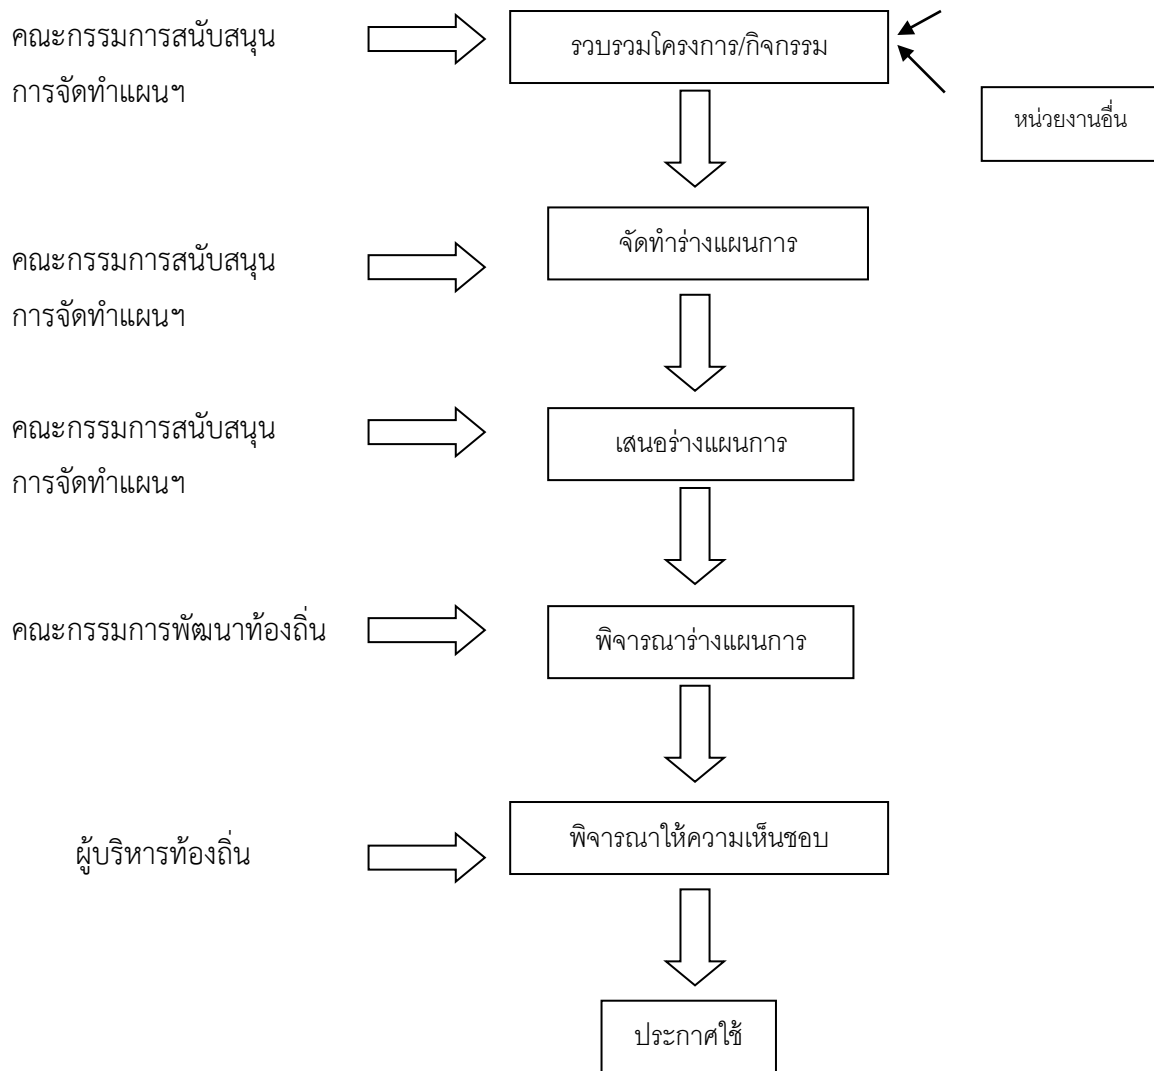 คณะกรรมการสนับสนุน
การจัดทำแผนฯ
รวบรวมโครงการ/กิจกรรม
หน่วยงานอื่น
คณะกรรมการสนับสนุน
การจัดทำแผนฯ
จัดทำร่างแผนการ
คณะกรรมการสนับสนุน
การจัดทำแผนฯ
เสนอร่างแผนการ
คณะกรรมการพัฒนาท้องถิ่น
พิจารณาร่างแผนการ
ผู้บริหารท้องถิ่น
พิจารณาให้ความเห็นชอบ
ประกาศใช้